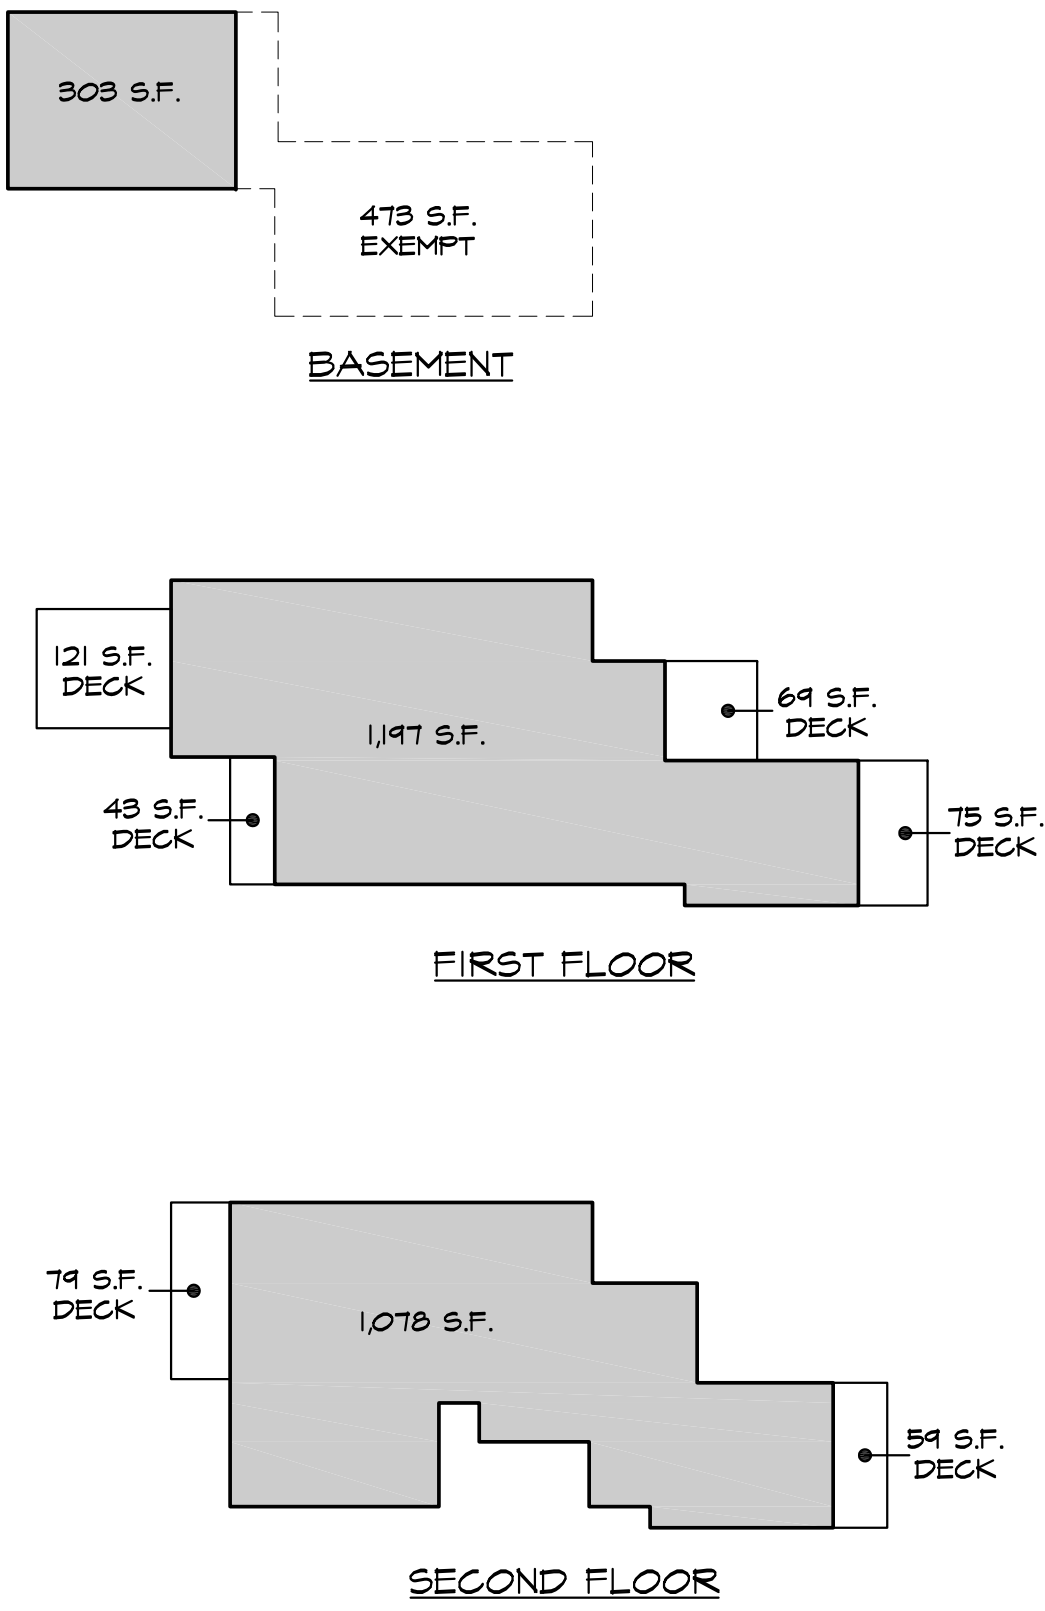 303 S.F.
473 S.F.
EXEMPT
BASEMENT
121 S.F.
DECK
1,197 S.F.
69 S.F.
DECK
43 S.F.
DECK
75 S.F.
DECK
FIRST FLOOR
79 S.F.
DECK
1,078 S.F.
59 S.F.
DECK
SECOND FLOOR